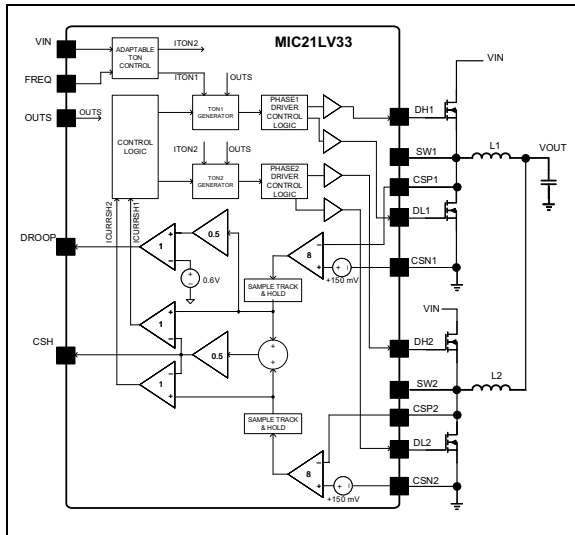 MIC21LV33
VIN
ADAPTABLE
TON
CONTROL
ITON2
VIN
FREQ
ITON1
OUTS
DH1
OUTS
OUTS
CONTROL
LOGIC
TON1
GENERATOR
PHASE1
DRIVER
CONTROL
LOGIC
SW1
L1
VOUT
ITON2
OUTS
CSP1
TON2
GENERATOR
PHASE2
DRIVER
CONTROL
LOGIC
DL1
ICURRSH2
ICURRSH1
DROOP
1
0.5
8
CSN1
+150 mV
0.6V
SAMPLE TRACK
& HOLD
VIN
1
DH2
CSH
0.5
L2
1
SW2
CSP2
SAMPLE TRACK
& HOLD
DL2
8
CSN2
+150 mV